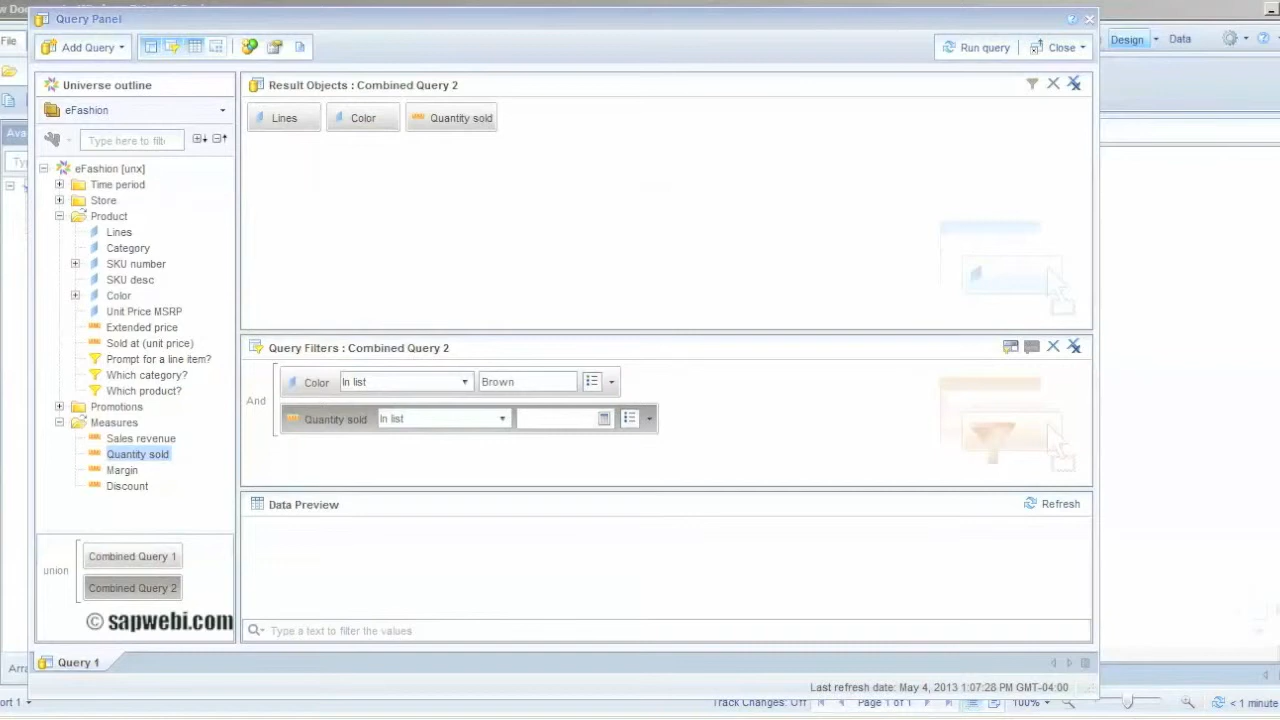 Query Panel
File
Add Query
Run query
Close
Design
Data
Universe outline
eFashion
Type here to filt
eFashion [unx]
Time period
Store
Product
Lines
Category
SKU number
SKU desc
Color
Unit Price MSRP
Extended price
Sold at (unit price)
Prompt for a line item?
Which category?
Which product?
Promotions
Measures
Sales revenue
Quantity sold
Margin
Discount
union
Combined Query 1
Combined Query 2
© sapwebi.com
Result Objects : Combined Query 2
Lines
Color
Quantity sold
Query Filters : Combined Query 2
And
Color
In list
Brown
Quantity sold
In list
Data Preview
Refresh
Type a text to filter the values
Query 1
Last refresh date: May 4, 2013 1:07:28 PM GMT-04:00
Track Changes: Off
Page 1 of 1
100%
< 1 minute